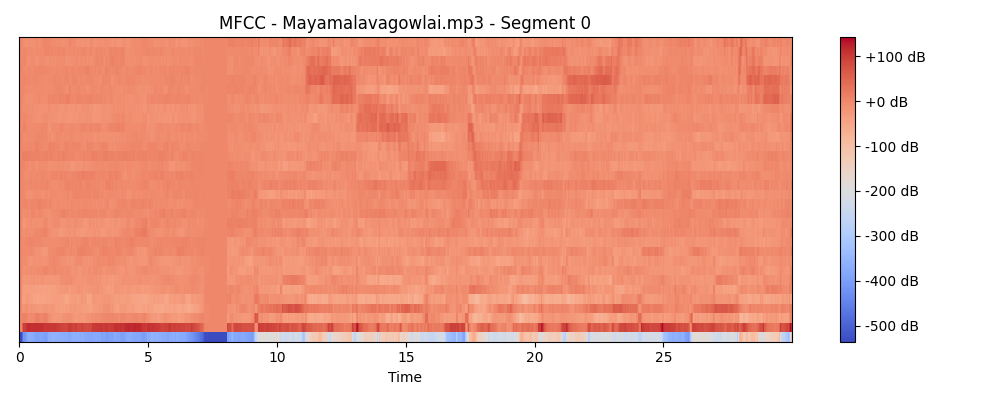 MFCC - Mayamalavagowlai.mp3 - Segment 0
+100 dB
+0 dB
-100 dB
-200 dB
-300 dB
-400 dB
-500 dB
0 5 10 15 20 25
Time